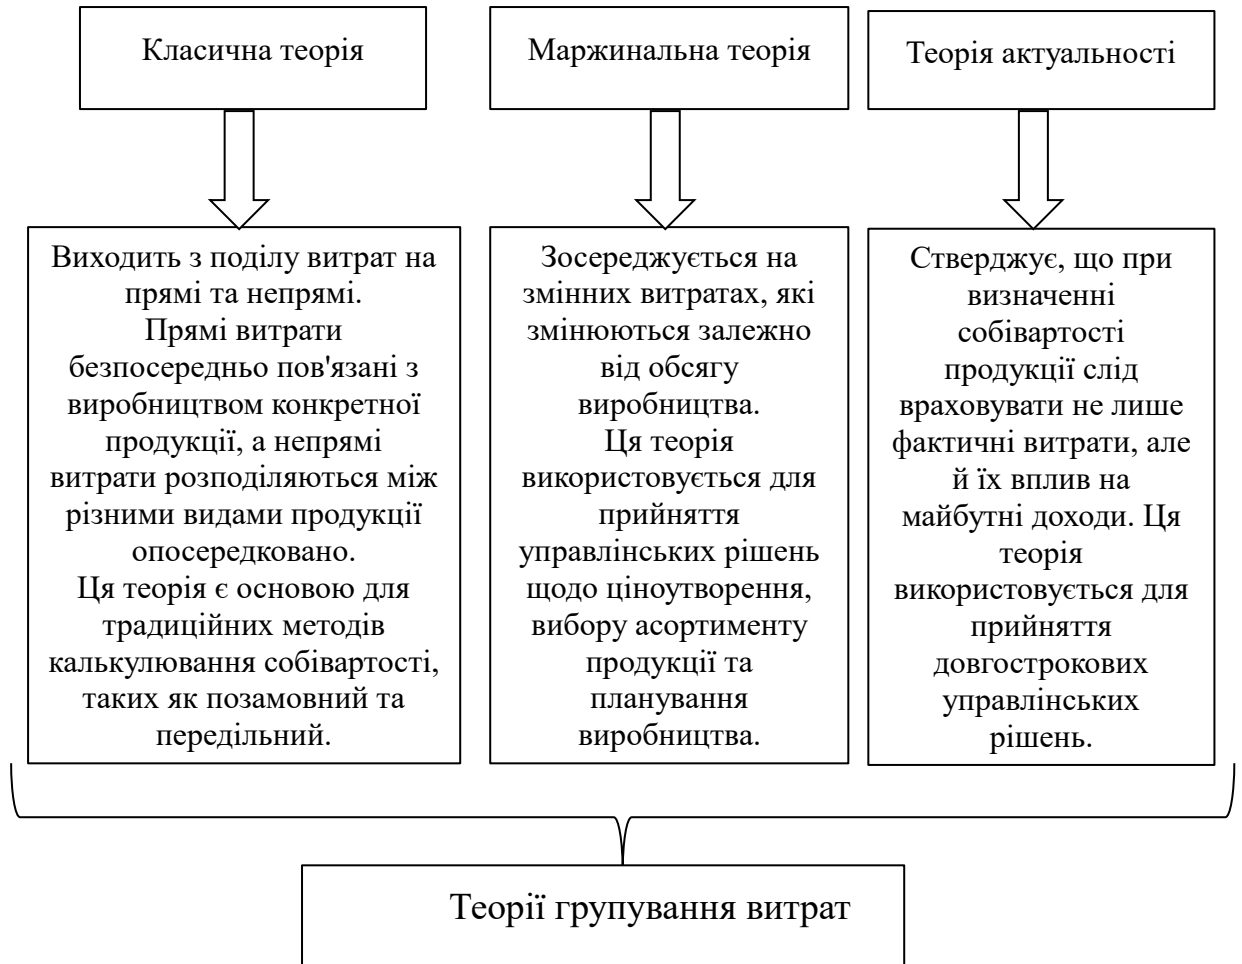 Класична теорія
Маржинальна теорія
Теорія актуальності
Виходить з поділу витрат на
прямі та непрямі.
Прямі витрати
безпосередньо пов'язані з
виробництвом конкретної
продукції, а непрямі
витрати розподіляються між
різними видами продукції
опосередковано.
Ця теорія є основою для
традиційних методів
калькулювання собівартості,
таких як позамовний та
передільний.
Зосереджується на
змінних витратах, які
змінюються залежно
від обсягу
виробництва.
Ця теорія
використовується для
прийняття
управлінських рішень
щодо ціноутворення,
вибору асортименту
продукції та
планування
виробництва.
Стверджує, що при
визначенні
собівартості
продукції слід
враховувати не лише
фактичні витрати, але
й їх вплив на
майбутні доходи. Ця
теорія
використовується для
прийняття
довгострокових
управлінських
рішень.
Теорії групування витрат